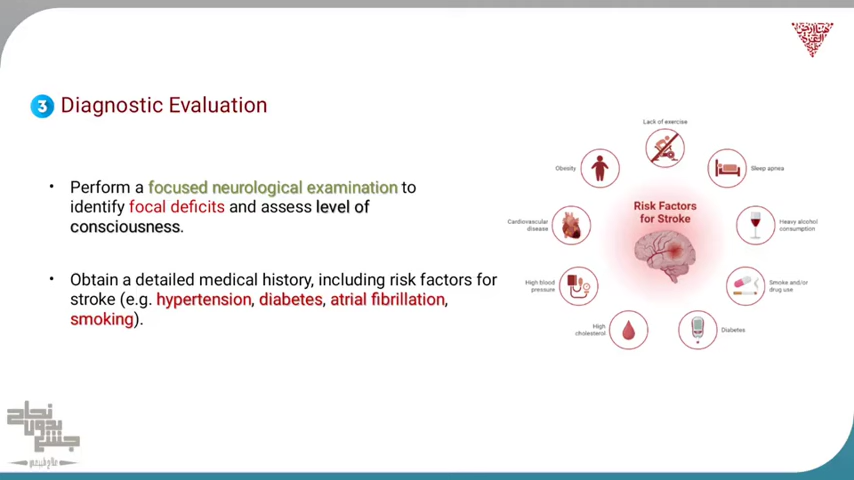 3 Diagnostic Evaluation
• Perform a focused neurological examination to
identify focal deficits and assess level of
consciousness.
• Obtain a detailed medical history, including risk factors for
stroke (e.g. hypertension, diabetes, atrial fibrillation,
smoking).
Lack of exercise
Obesity
Sleep apnea
Risk Factors
for Stroke
Cardiovascular
disease
Heavy alcohol
consumption
High blood
pressure
Smoke and/or
drug use
High
cholesterol
Diabetes